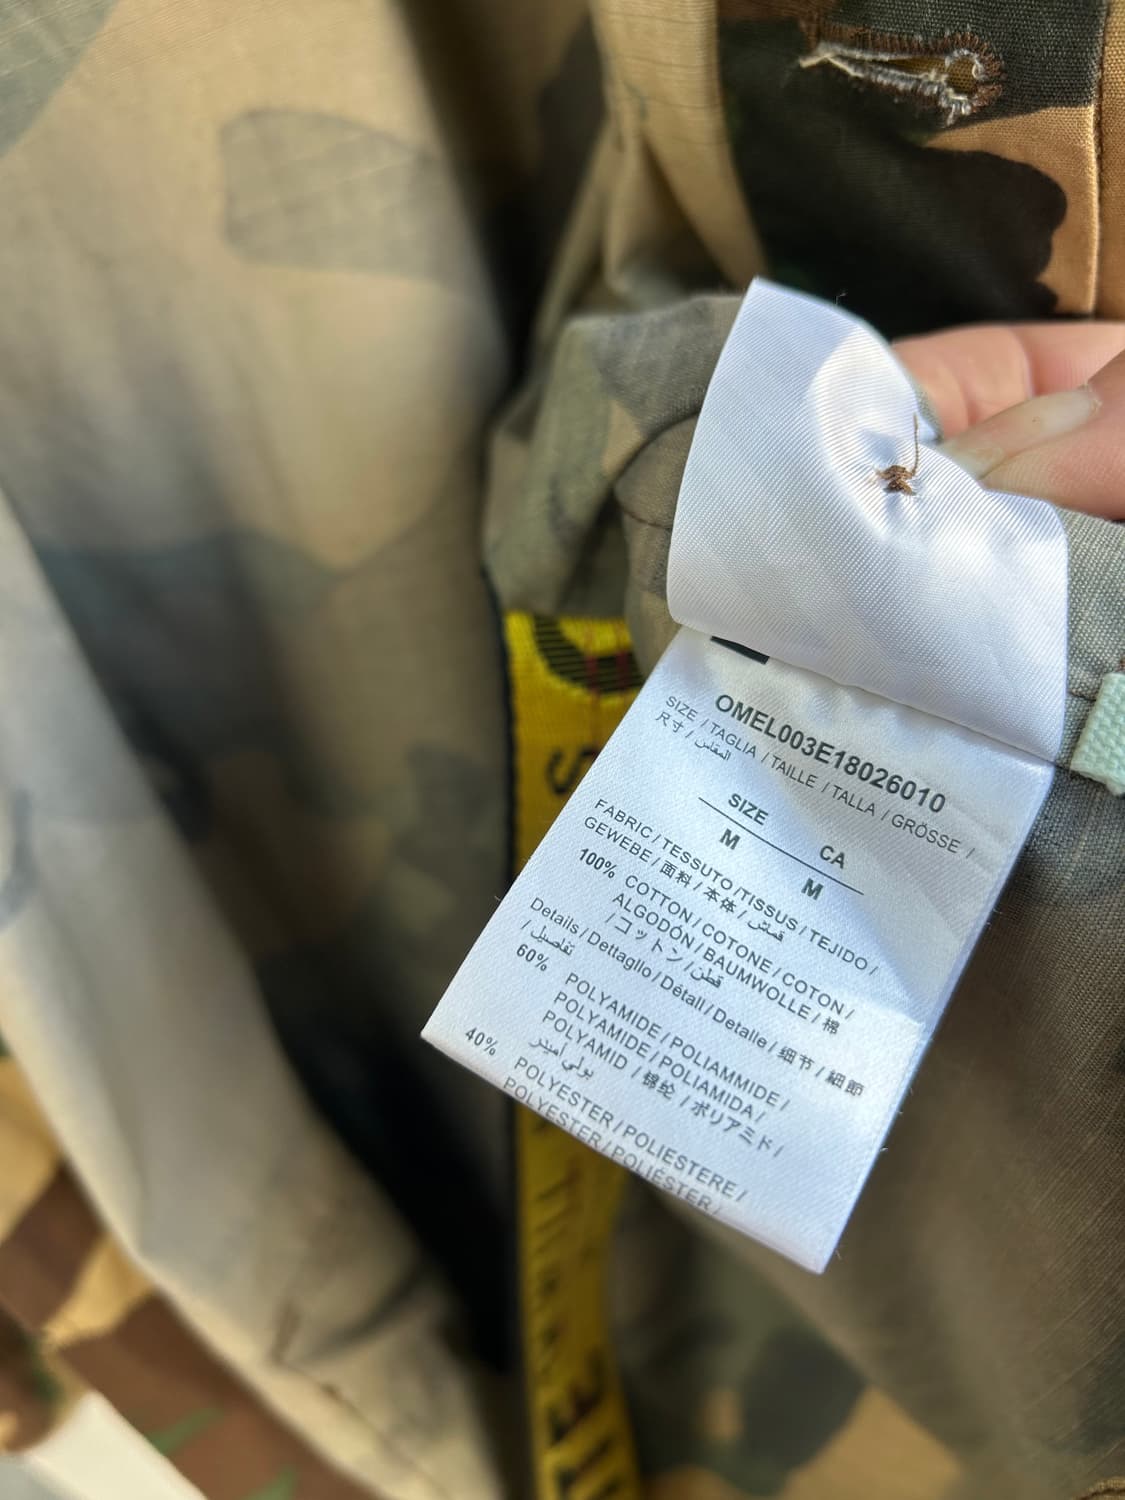 OMEL003E18026010
SIZE / TAGLIA / TAILLE / TALLA / GRÖSSE /
尺寸 / المقاس
SIZE CA
M M
FABRIC / TESSUTO / TISSUS / TEJIDO /
GEWEBE / 面料 / 本体 / قماش
100% COTTON / COTONE / COTON /
ALGODÓN / BAUMWOLLE / 棉
/ コットン / قطن
Details / Dettaglio / Détail / Detalle / 细节 / 細節
/ تفاصيل
60% POLYAMIDE / POLIAMMIDE /
POLYAMIDE / POLIAMIDA /
POLYAMID / 锦纶 / ポリアミド /
بولي أميتر
40% POLYESTER / POLIESTERE /
POLYESTER / POLIÉSTER /